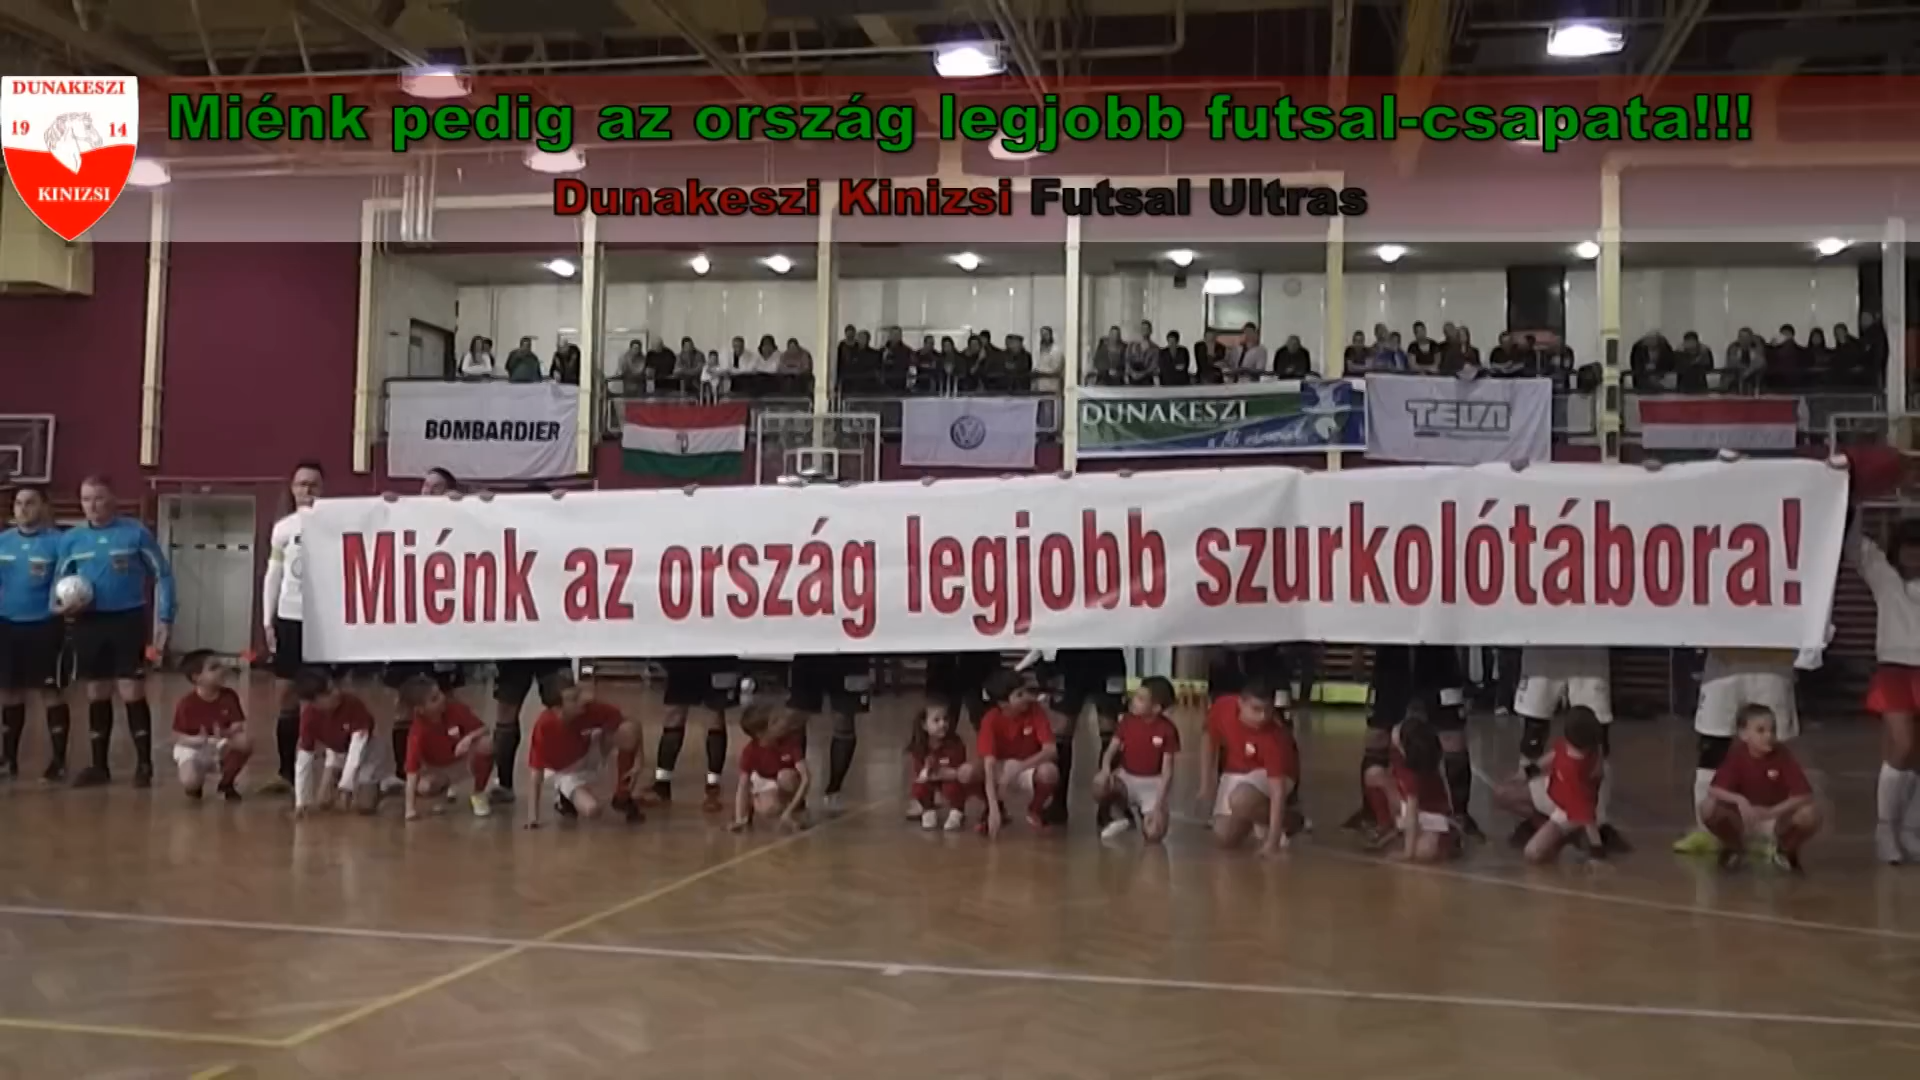 DUNAKESZI
Miénk pedig az ország legjobb futsal-csapata!!!
19 14
KINIZSI
Dunakeszi Kinizsi Futsal Ultras
BOMBARDIER
DUNAKESZI
TEVA
Miénk az ország legjobb szurkolótábora!